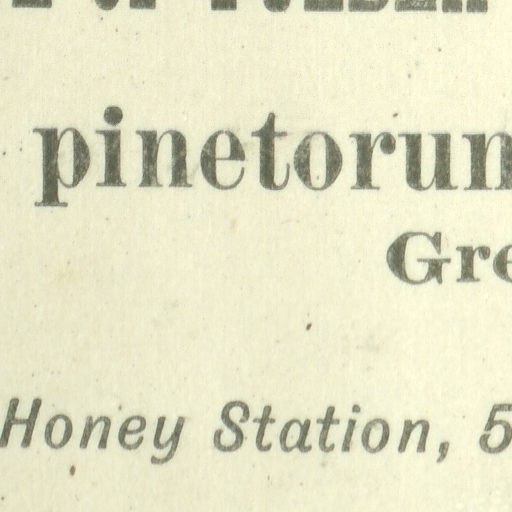 pinetorun
Gre
Honey Station, 5